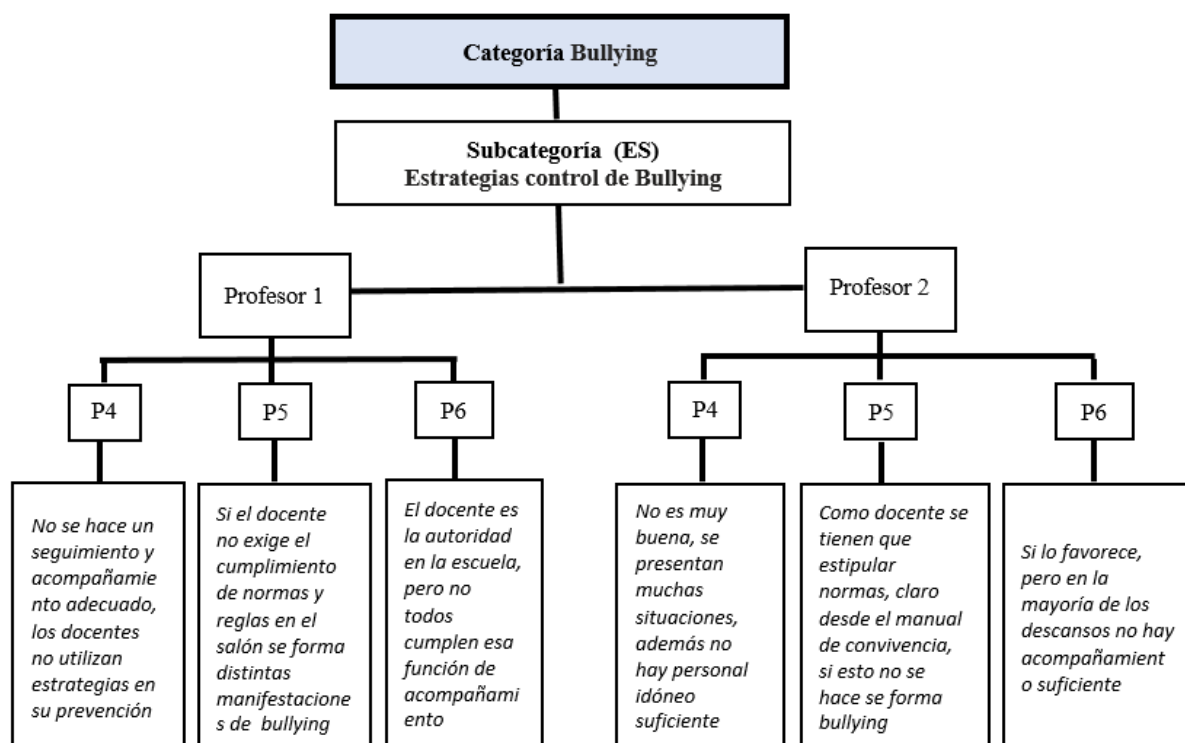 Categoría Bullying
Subcategoría (ES)
Estrategias control de Bullying
Profesor 1
Profesor 2
P4
P5
P6
P4
P5
P6
No se hace un
seguimiento y
acompañamie
nto adecuado,
los docentes
no utilizan
estrategias en
su prevención
Si el docente
no exige el
cumplimiento
de normas y
reglas en el
salón se forma
distintas
manifestacione
s de bullying
El docente es
la autoridad
en la escuela,
pero no
todos
cumplen esa
función de
acompañami
ento
No es muy
buena, se
presentan
muchas
situaciones,
además no
hay personal
idóneo
suficiente
Como docente se
tienen que
estipular
normas, claro
desde el manual
de convivencia,
si esto no se
hace se forma
bullying
Si lo favorece,
pero en la
mayoría de los
descansos no hay
acompañamient
o suficiente